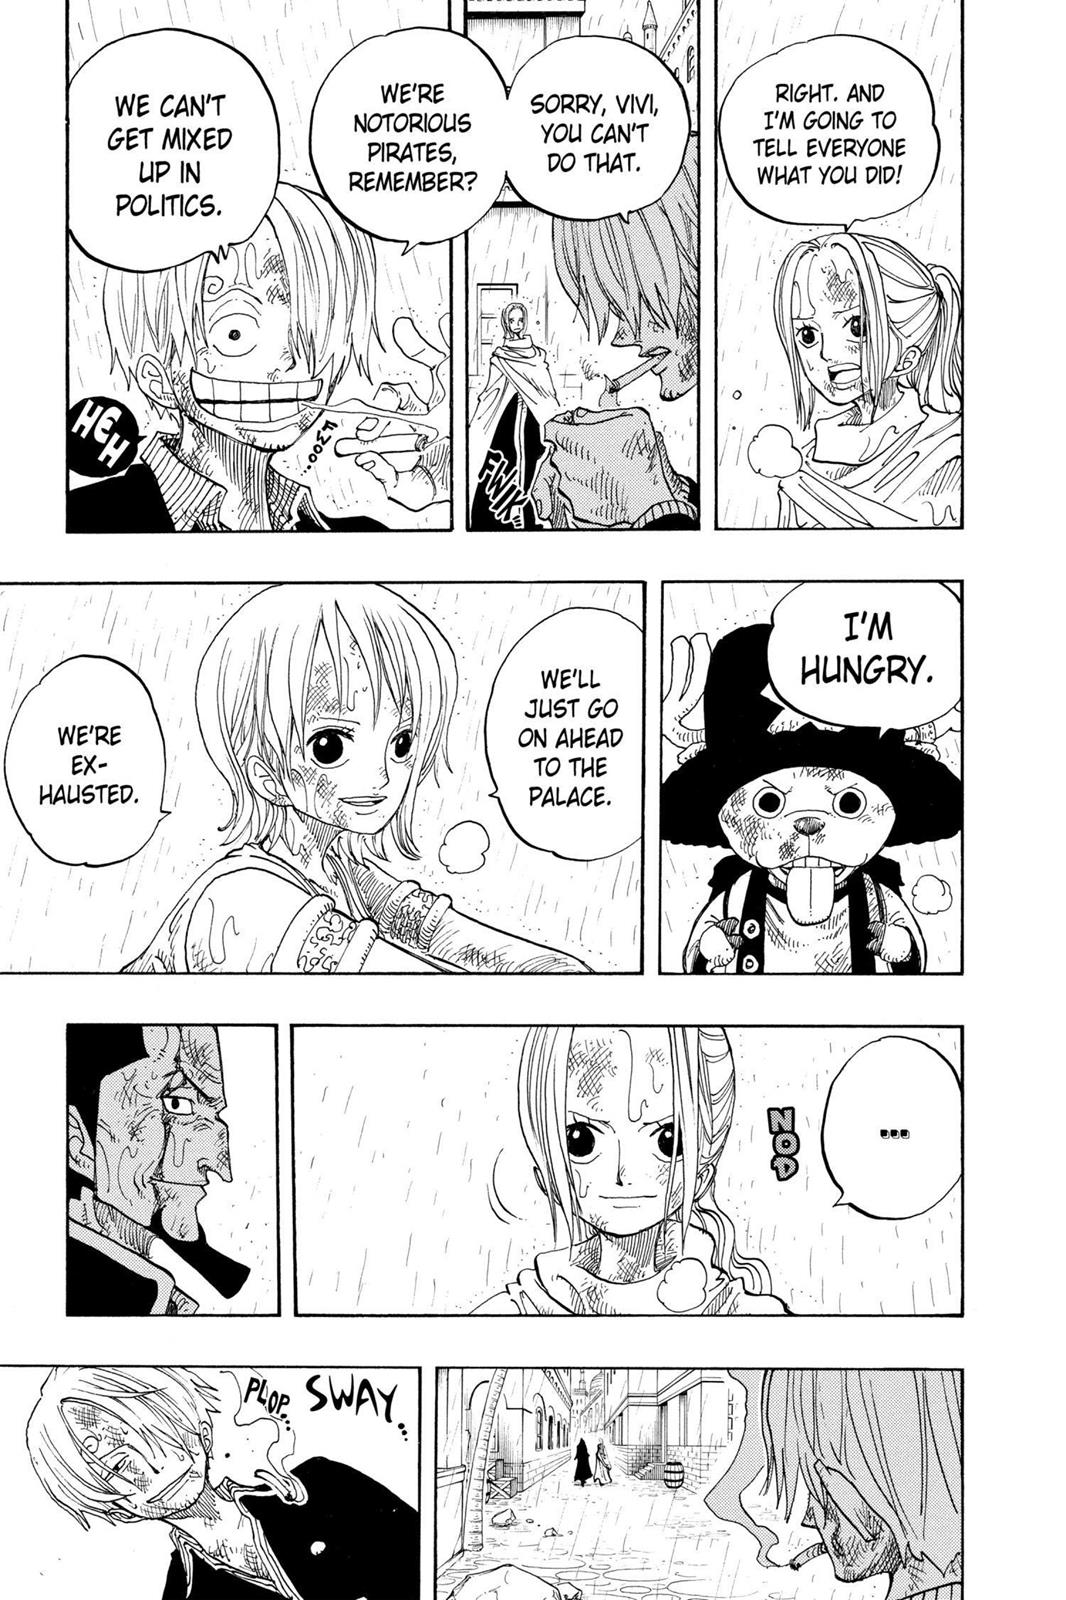 RIGHT. AND
I'M GOING TO
TELL EVERYONE
WHAT YOU DID!
SORRY, VIVI,
YOU CAN'T
DO THAT.
FWIK
WE'RE
NOTORIOUS
PIRATES,
REMEMBER?
WE CAN'T
GET MIXED
UP IN
POLITICS.
FWOO...
HEH
HEH
I'M
HUNGRY.
WE'LL
JUST GO
ON AHEAD
TO THE
PALACE.
WE'RE
EX-
HAUSTED.
...
NOD
SWAY...
PLOP...